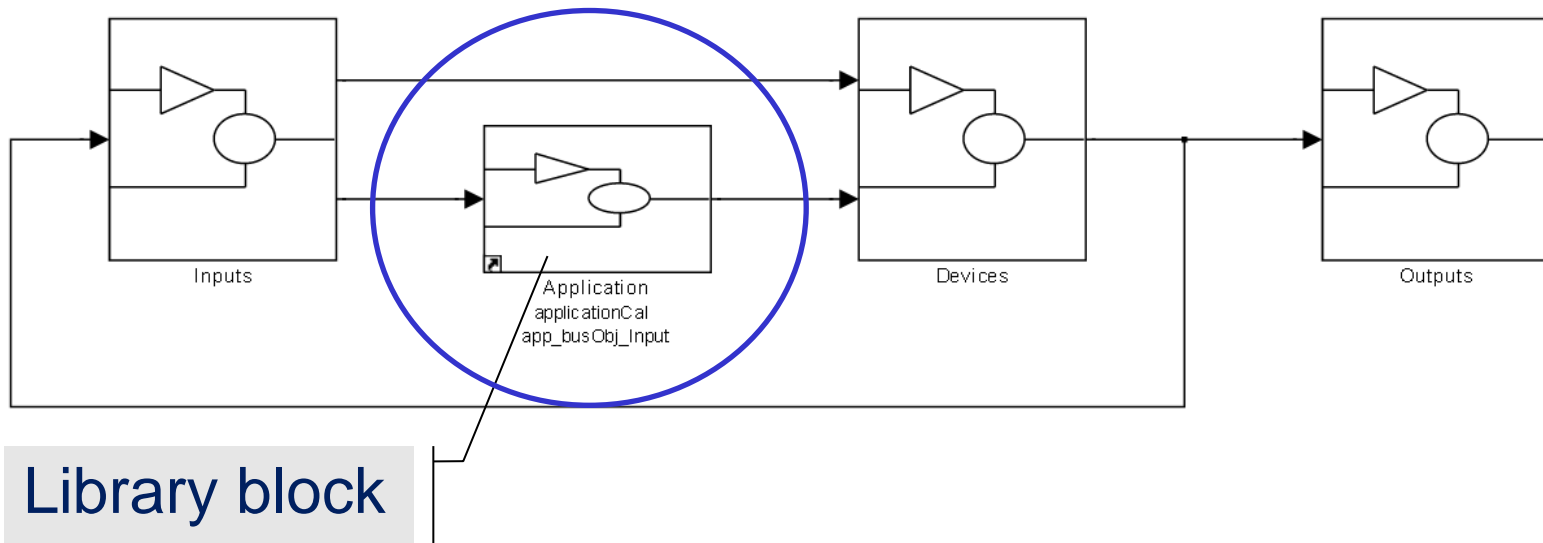 Inputs
Application
applicationCal
app_busObj_Input
Devices
Outputs
Library block